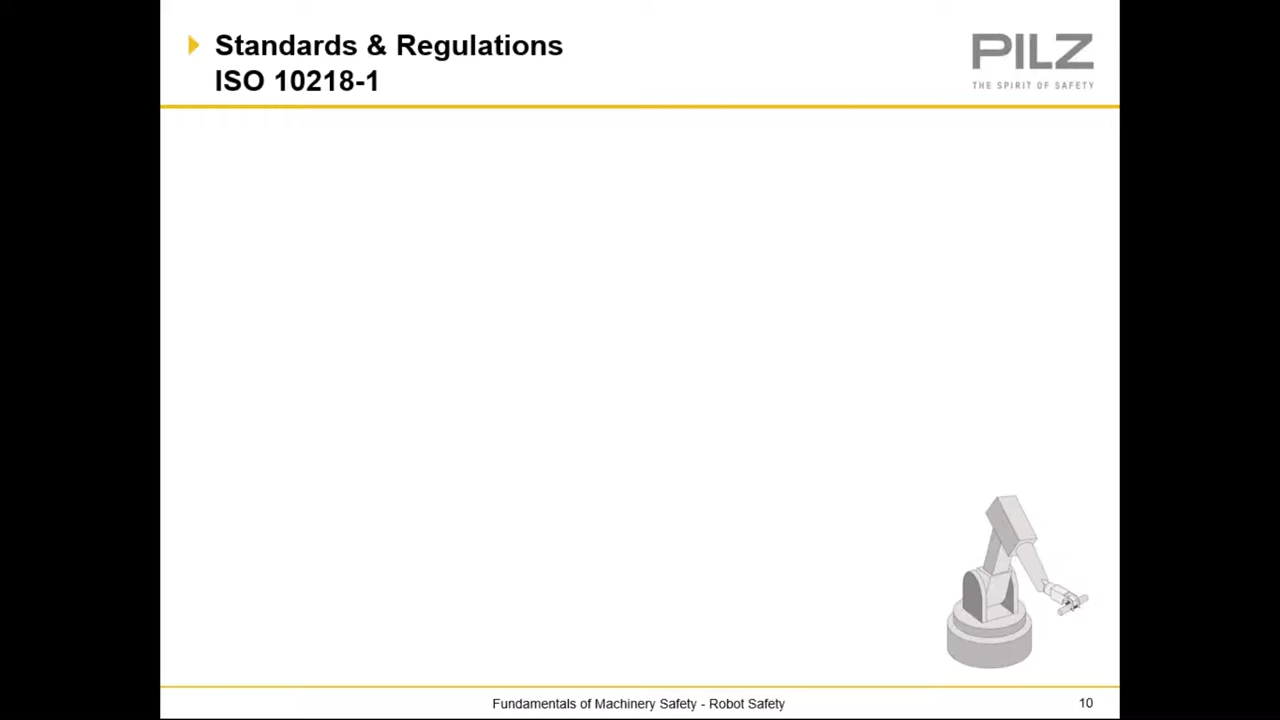 Standards & Regulations
ISO 10218-1
PILZ
THE SPIRIT OF SAFETY
Fundamentals of Machinery Safety - Robot Safety
10